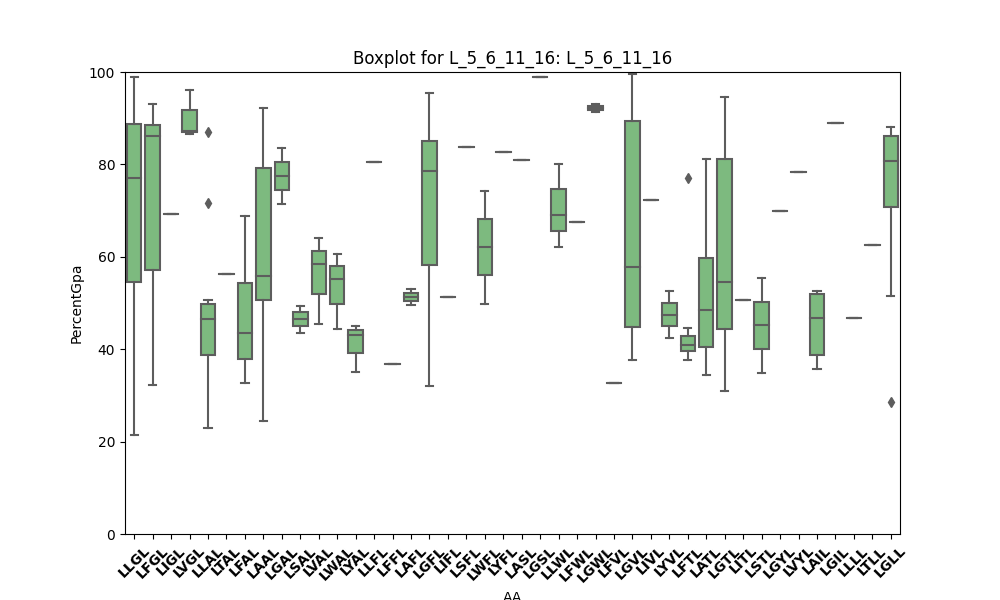 Boxplot for L_5_6_11_16: L_5_6_11_16
PercentGpa
100
80
60
40
20
0
LLGL
LFGL
LIGL
LVGL
LLAL
LTAL
LFAL
LAAL
LGAL
LSAL
LVAL
LWAL
LYAL
LLFL
LFFL
LAFL
LGFL
LIFL
LSFL
LWFL
LYFL
LASL
LGSL
LLWL
LFWL
LGWL
LFVL
LGVL
LIVL
LYVL
LFTL
LATL
LGTL
LITL
LSTL
LGYL
LVYL
LAIL
LGIL
LLLL
LTLL
LGLL
AA